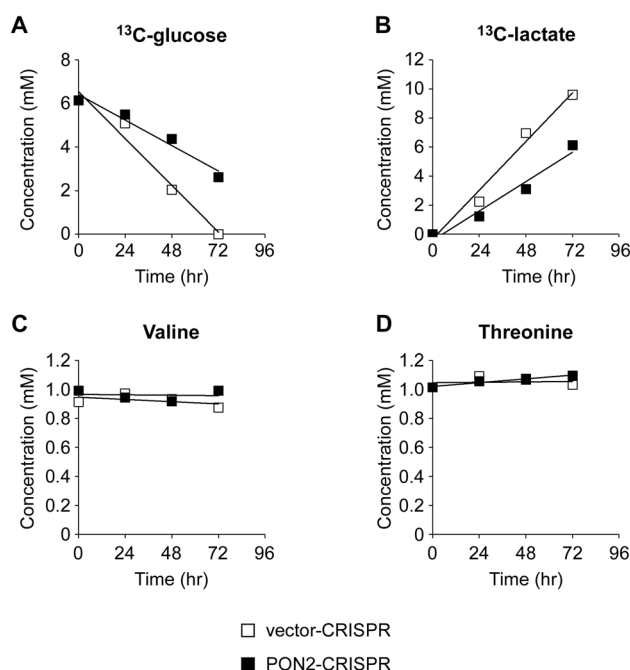 A
¹³C-glucose
Concentration (mM)
8
6
4
2
0
0 24 48 72 96
Time (hr)
B
¹³C-lactate
Concentration (mM)
12
10
8
6
4
2
0
0 24 48 72 96
Time (hr)
C
Valine
Concentration (mM)
1.2
1.0
0.8
0.6
0.4
0.2
0
0 24 48 72 96
Time (hr)
D
Threonine
Concentration (mM)
1.2
1.0
0.8
0.6
0.4
0.2
0
0 24 48 72 96
Time (hr)
vector-CRISPR
PON2-CRISPR